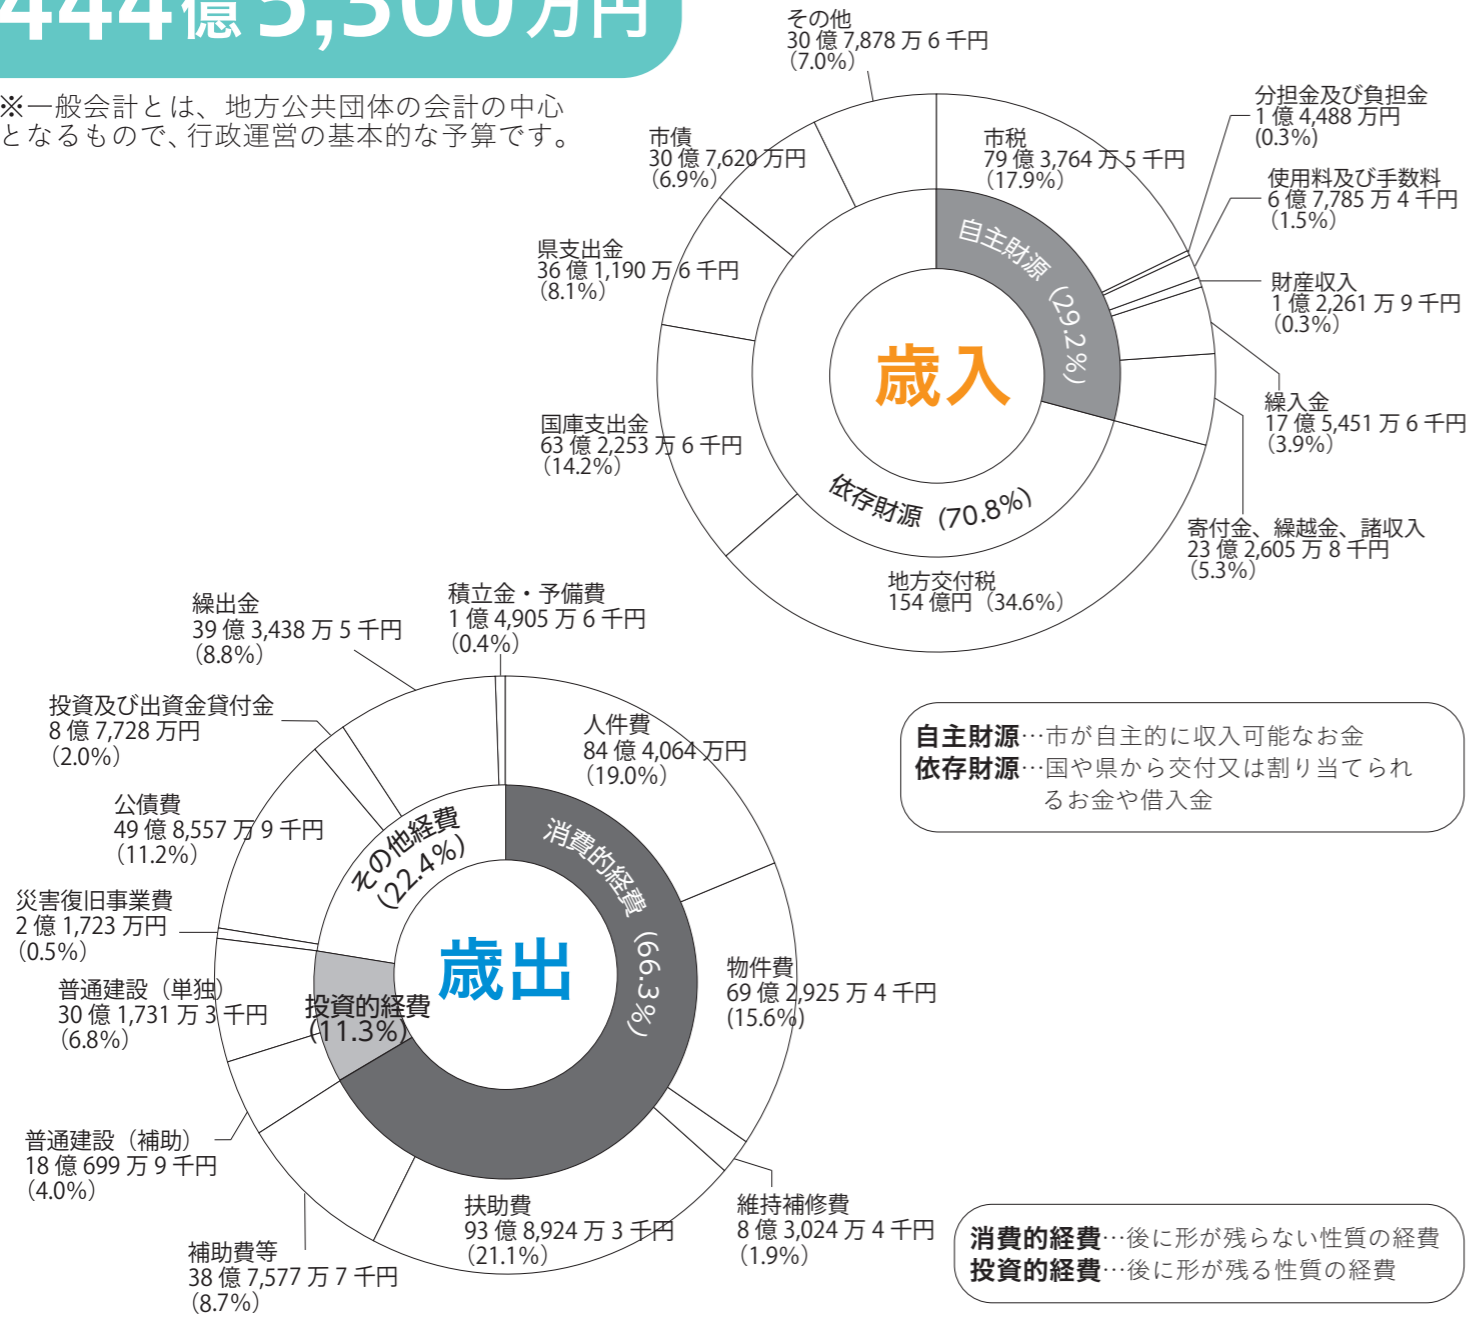 444億5,300万円
※一般会計とは、地方公共団体の会計の中心
となるもので、行政運営の基本的な予算です。
その他
30億7,878万6千円
（7.0%）
市債
30億7,620万円
（6.9%）
県支出金
36億1,190万6千円
（8.1%）
国庫支出金
63億2,253万6千円
（14.2%）
市税
79億3,764万5千円
（17.9%）
分担金及び負担金
1億4,488万円
(0.3%)
使用料及び手数料
6億7,785万4千円
（1.5%）
財産収入
1億2,261万9千円
（0.3%）
繰入金
17億5,451万6千円
（3.9%）
寄付金、繰越金、諸収入
23億2,605万8千円
（5.3%）
地方交付税
154億円（34.6%）
自主財源（29.2%）
依存財源（70.8%）
歳入
自主財源…市が自主的に収入可能なお金
依存財源…国や県から交付又は割り当てられ
るお金や借入金
積立金・予備費
1億4,905万6千円
（0.4%）
繰出金
39億3,438万5千円
（8.8%）
投資及び出資金貸付金
8億7,728万円
（2.0%）
公債費
49億8,557万9千円
（11.2%）
災害復旧事業費
2億1,723万円
（0.5%）
普通建設（単独）
30億1,731万3千円
（6.8%）
普通建設（補助）
18億699万9千円
（4.0%）
補助費等
38億7,577万7千円
（8.7%）
扶助費
93億8,924万3千円
（21.1%）
維持補修費
8億3,024万4千円
（1.9%）
物件費
69億2,925万4千円
(15.6%)
人件費
84億4,064万円
（19.0%）
その他経費
（22.4%）
消費的経費（66.3%）
投資的経費
（11.3%）
歳出
消費的経費…後に形が残らない性質の経費
投資的経費…後に形が残る性質の経費